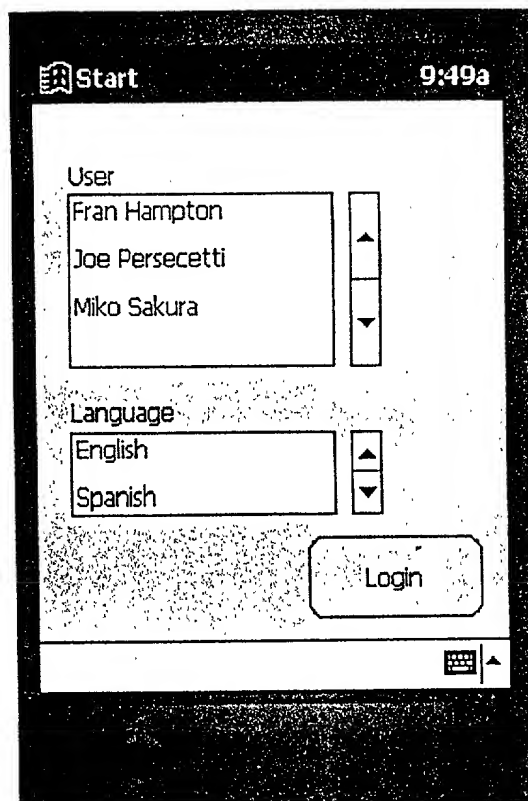 Start 9:49a
User
Fran Hampton
Joe Persecetti
Miko Sakura
Language
English
Spanish
Login